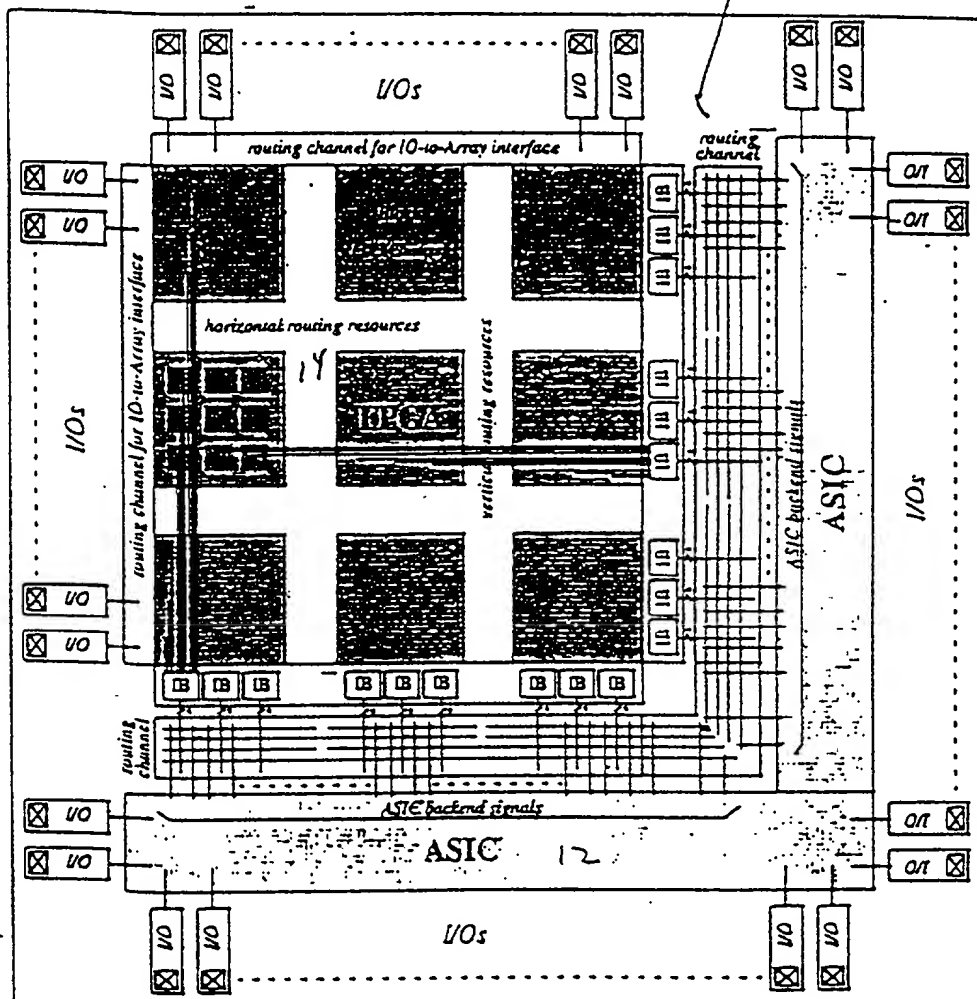 I/O I/O I/O I/O I/O I/O
I/Os
routing channel for IO-to-Array interface
routing channel
I/O IB I/O
I/O IB I/O
IB
routing channel for IO-to-Array interface
horizontal routing resources
14
vertical routing resources
I/Os
FPGA
IB
IB
IB
ASIC backend signals
ASIC
I/Os
IB
I/O IB
I/O IB
IB IB IB IB IB IB IB IB IB
routing channel
ASIC backend signals
I/O I/O
ASIC 12
I/O I/O
I/O I/O I/O I/O
I/Os